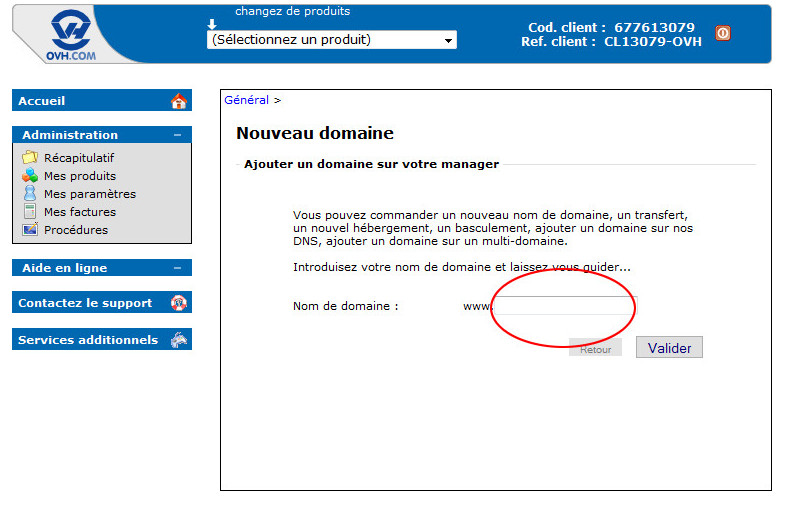 changez de produits
(Sélectionnez un produit)
Cod. client : 677613079
Ref. client : CL13079-OVH
OVH.COM
Accueil
Administration
Récapitulatif
Mes produits
Mes paramètres
Mes factures
Procédures
Aide en ligne
Contactez le support
Services additionnels
Général >
Nouveau domaine
Ajouter un domaine sur votre manager
Vous pouvez commander un nouveau nom de domaine, un transfert,
un nouvel hébergement, un basculement, ajouter un domaine sur nos
DNS, ajouter un domaine sur un multi-domaine.
Introduisez votre nom de domaine et laissez vous guider...
Nom de domaine : www.
Retour Valider